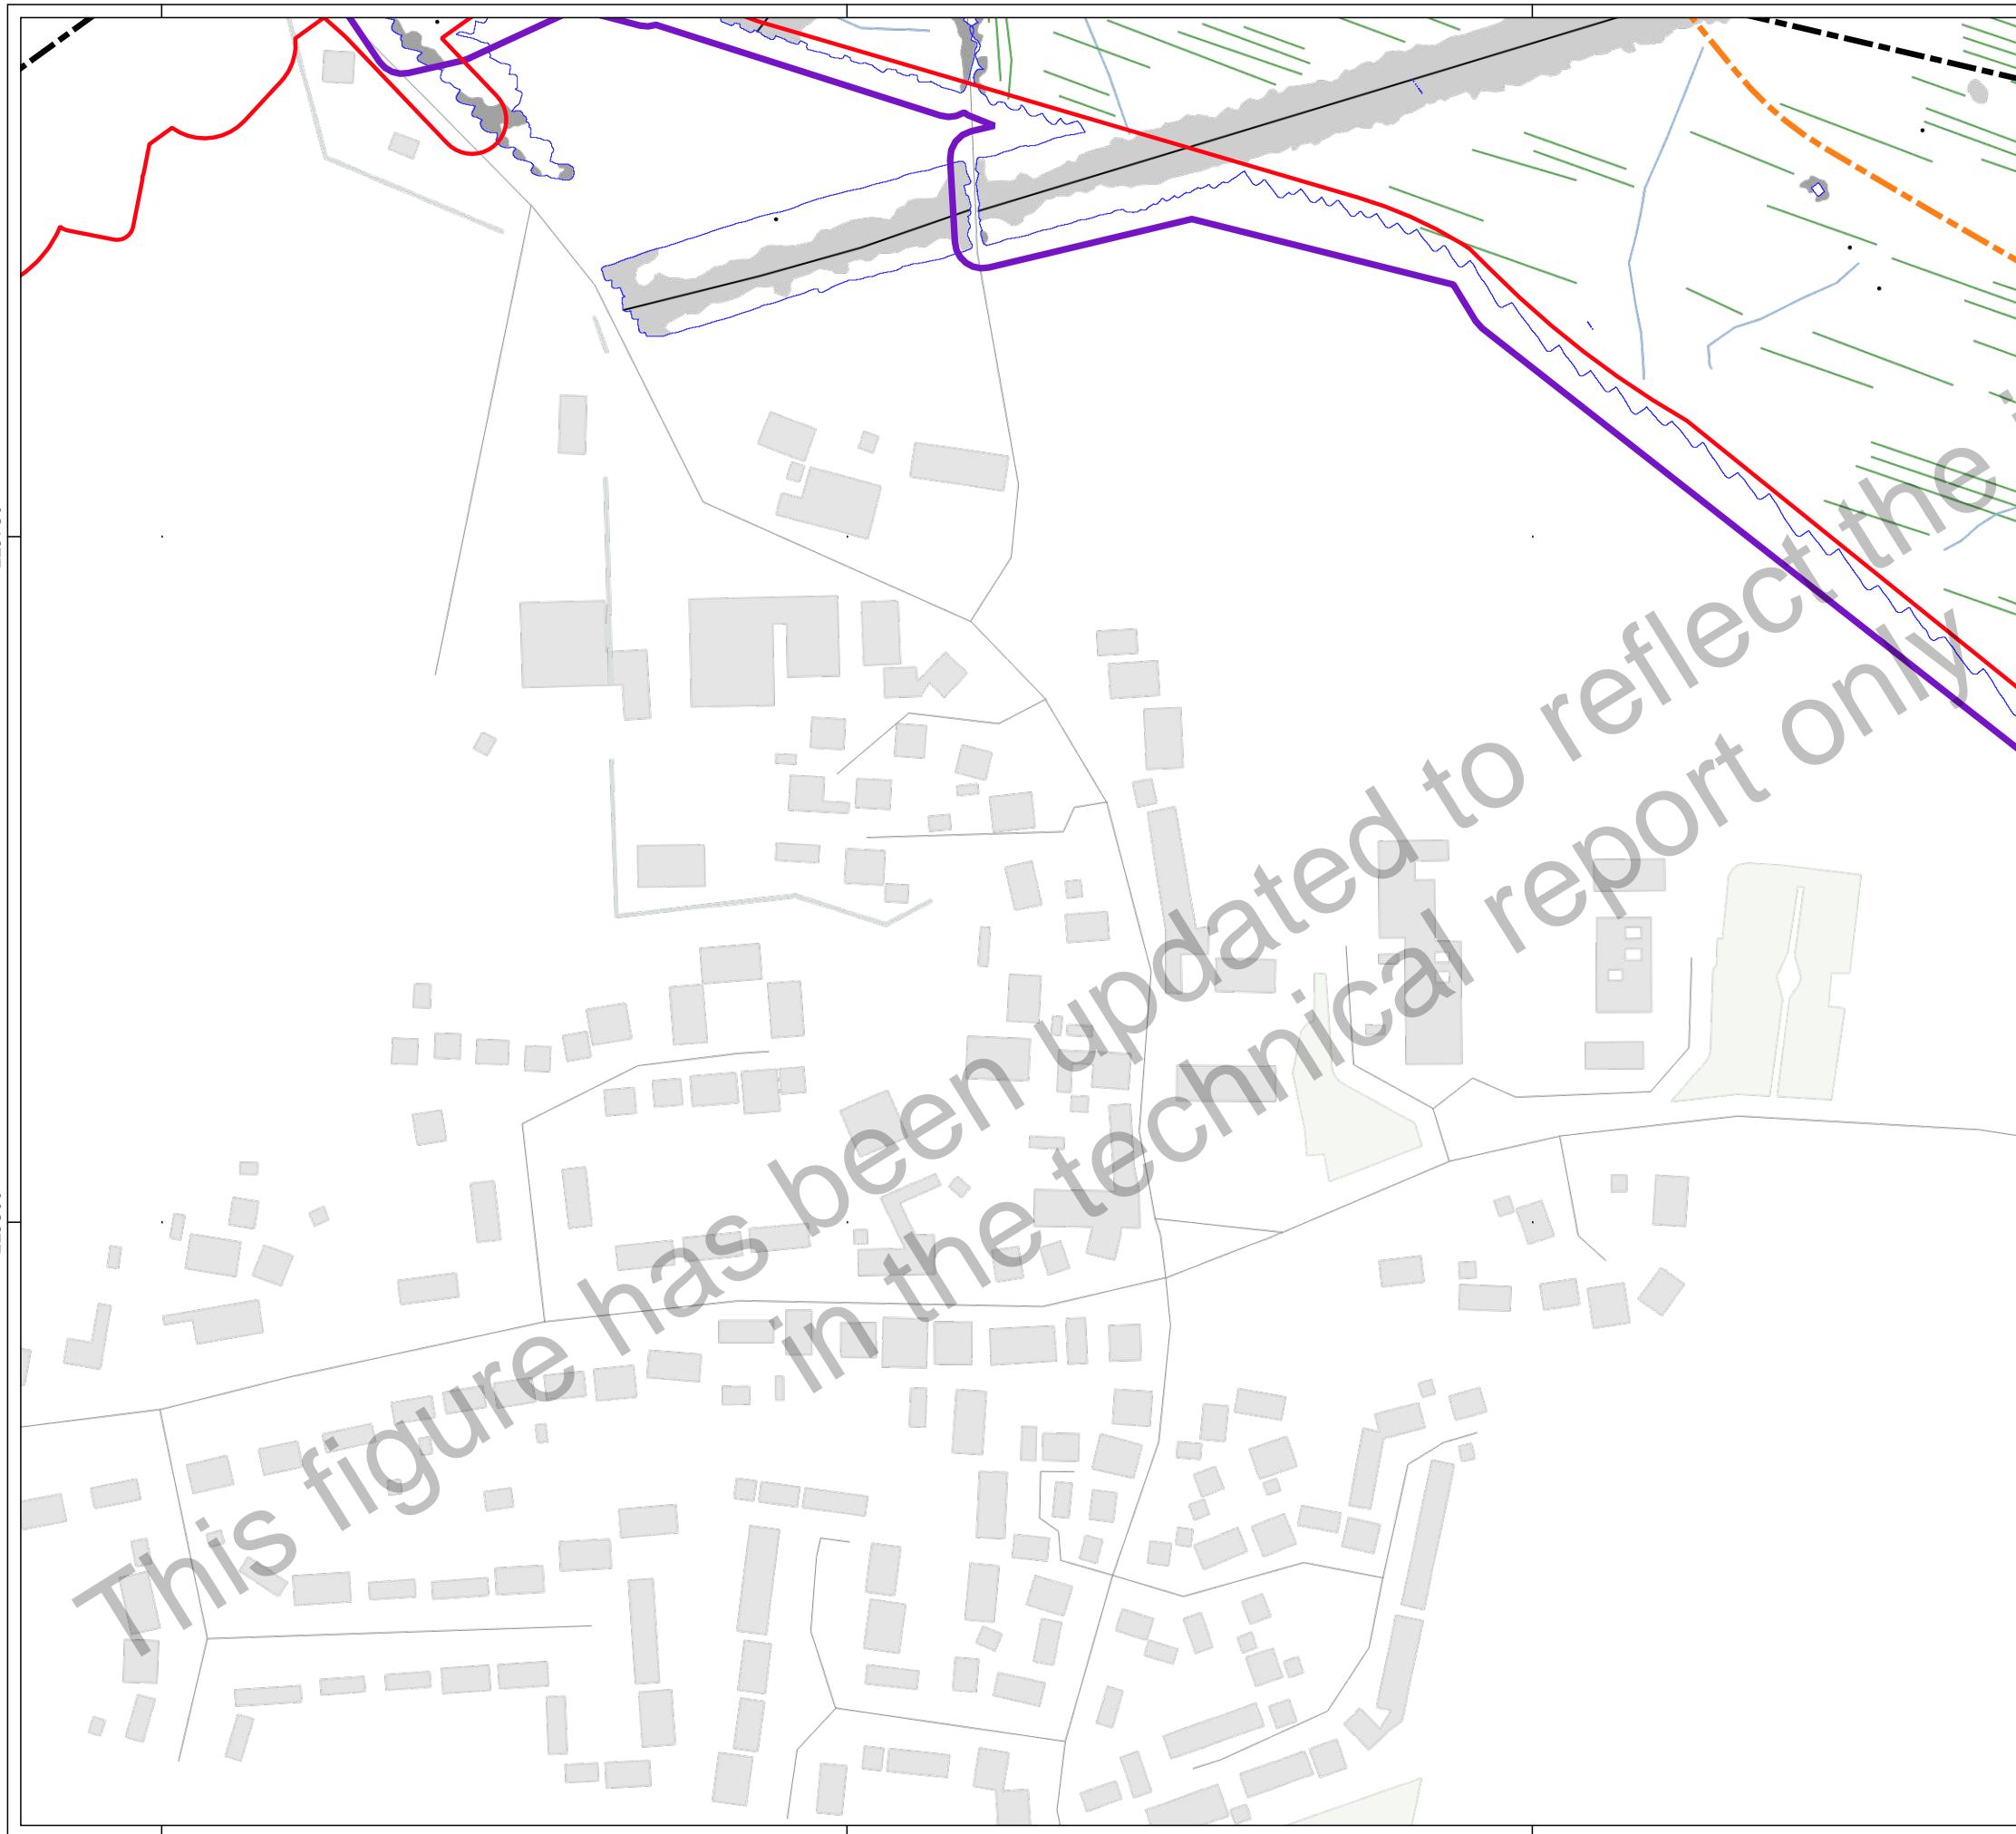 This figure has been updated to reflect the
in the technical report only